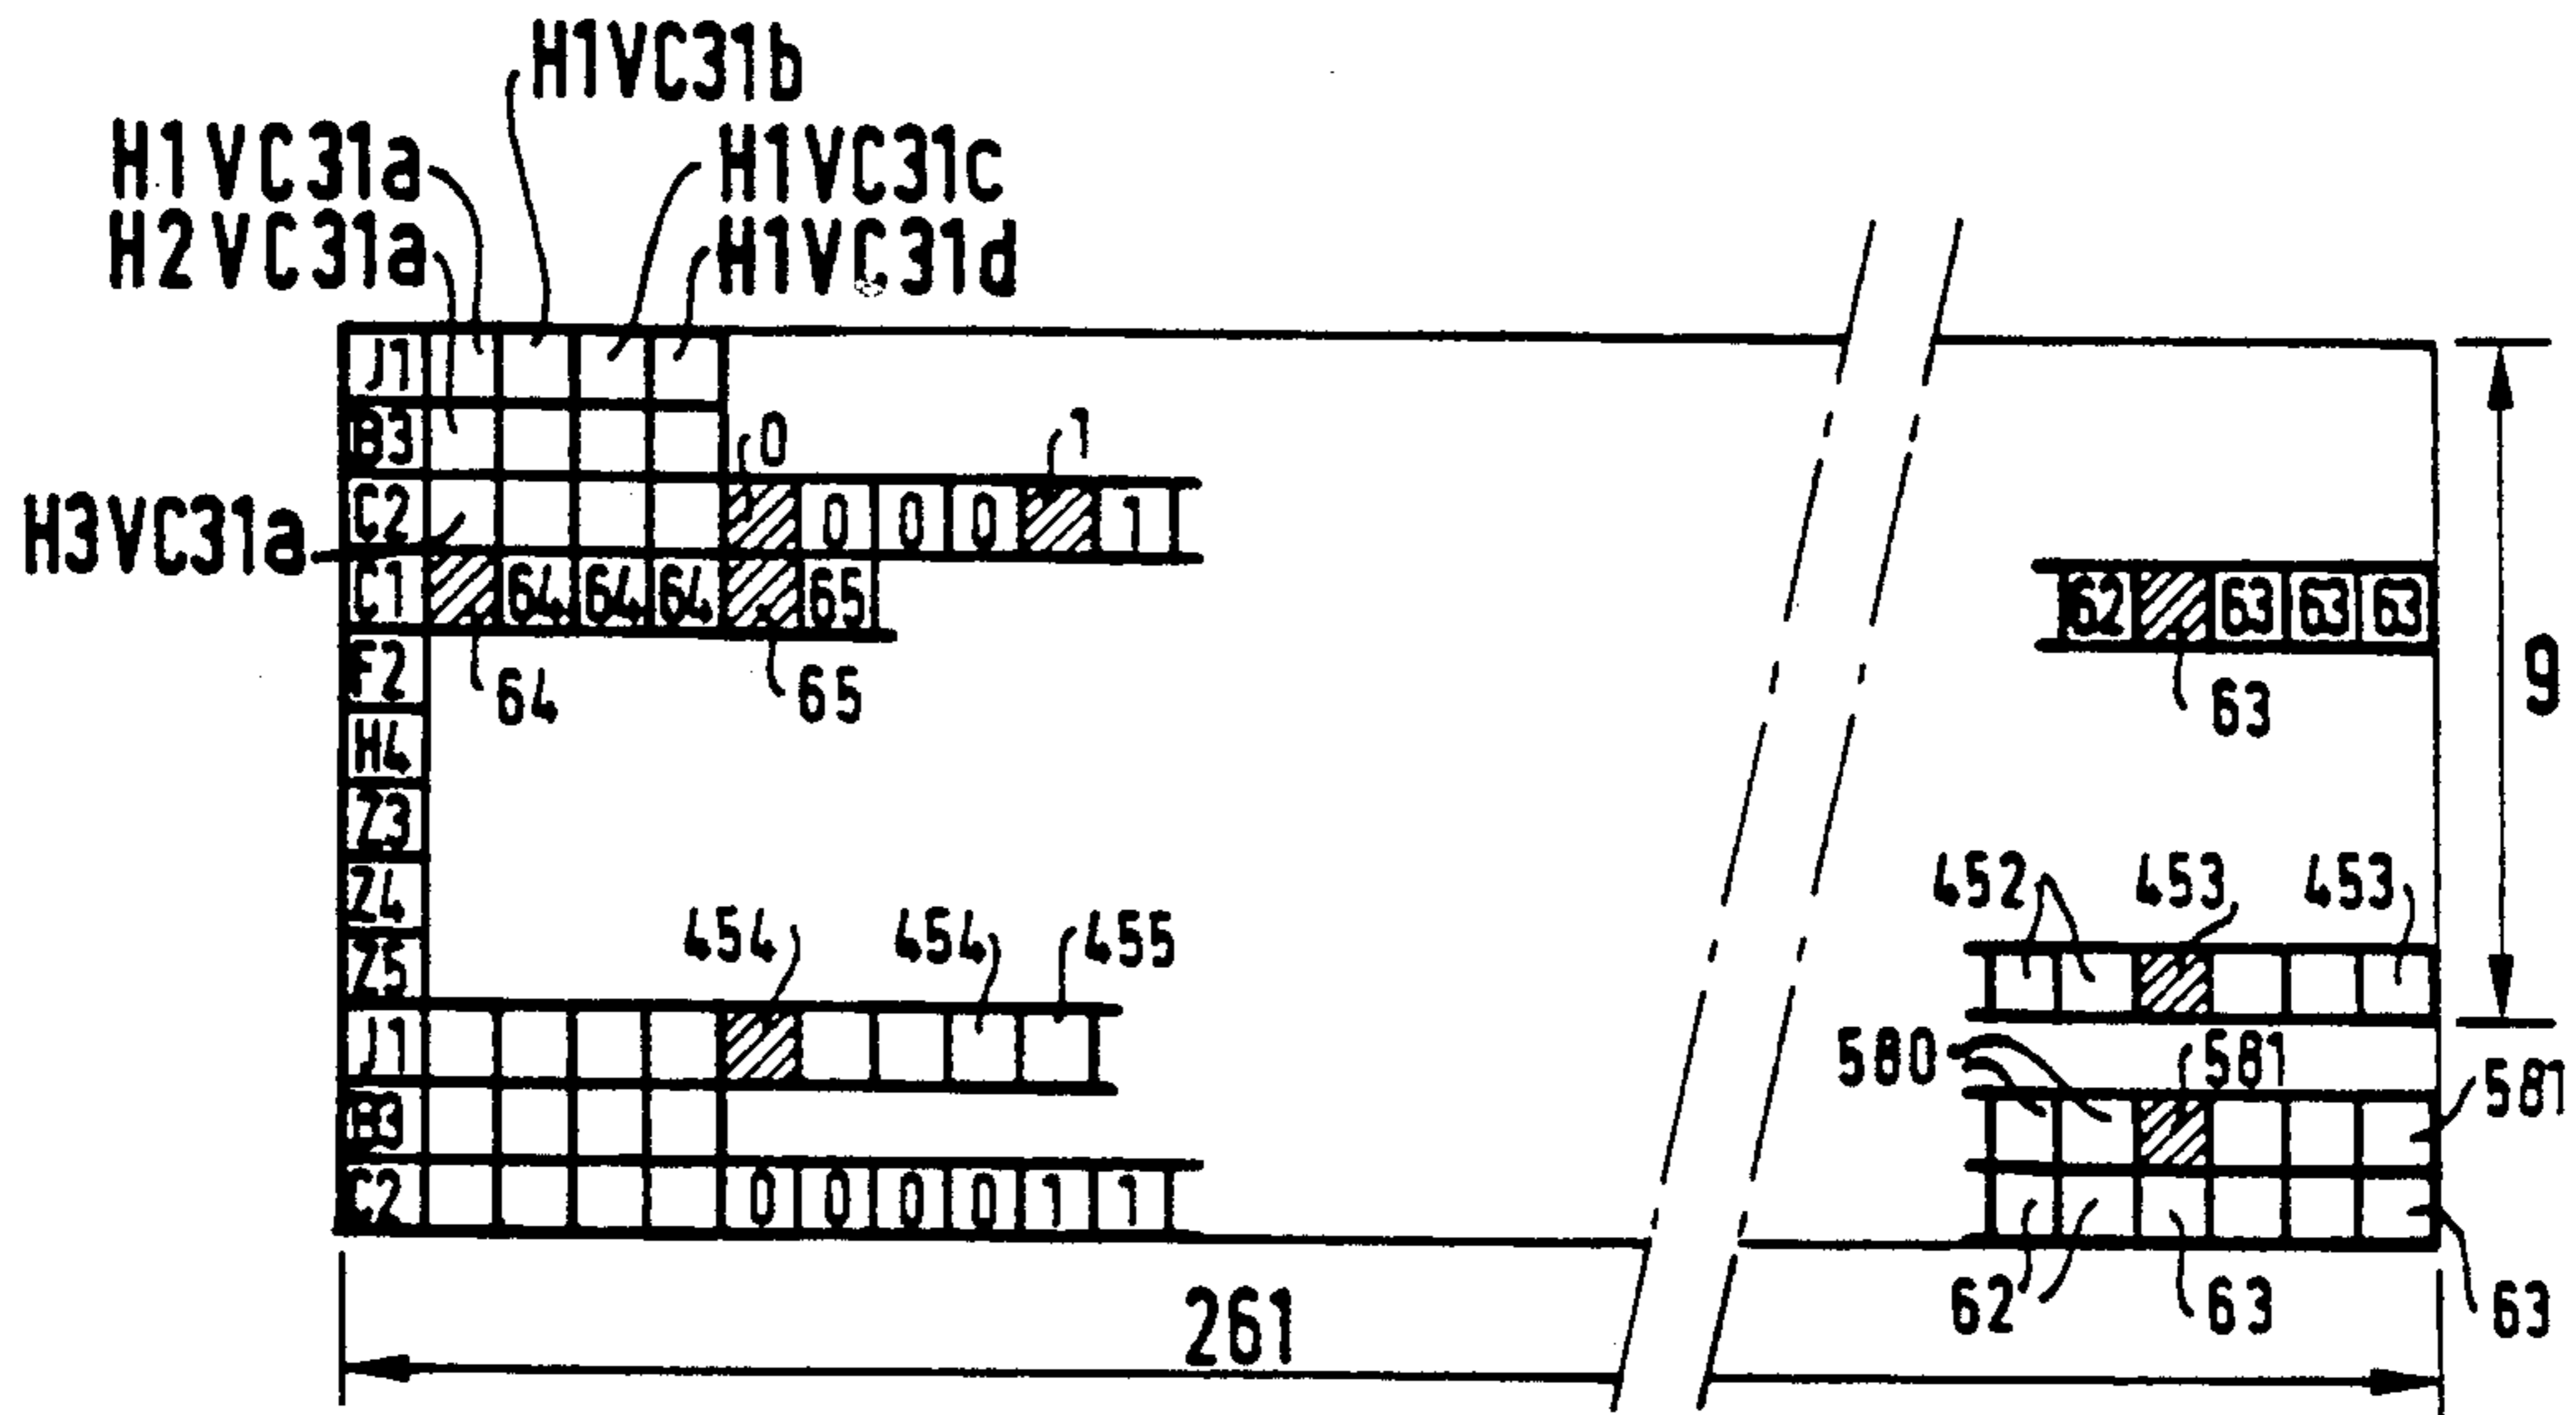 H1VC31b
H1VC31a H1VC31c
H2VC31a H1VC31d
J1
B3 0 1
H3VC31a C2 0 0 0 1
C1 64 64 64 65 62 63 63 63
F2 64 65 63 9
H4
Z3
Z4 452 453 453
454 454 455
Z5
J1 580 581 581
B3
C2 0 0 0 0 1 1
62 63 63
261